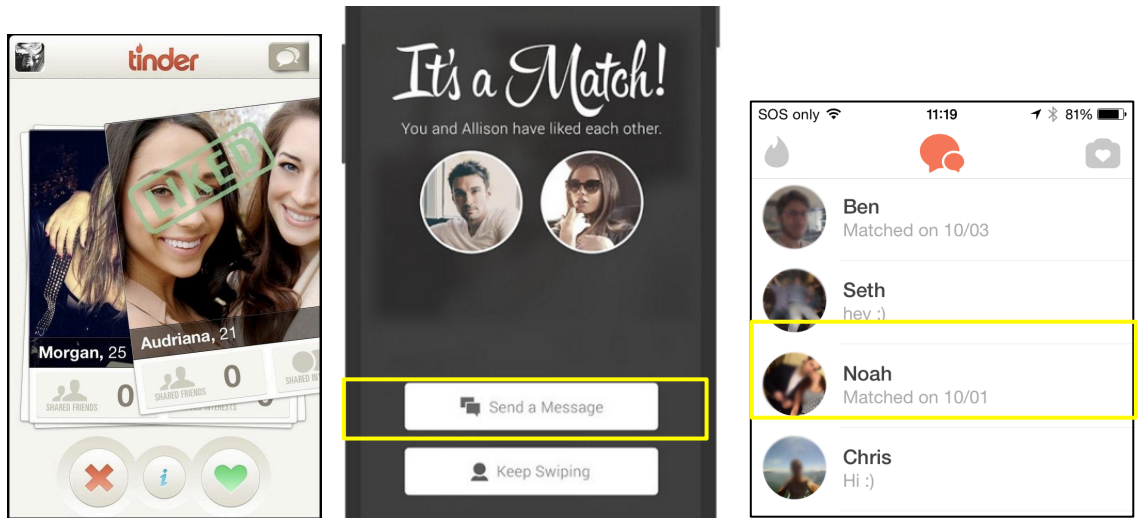 tinder
LIKED
Morgan, 25
Audriana, 21
SHARED FRIENDS
0
SHARED FRIENDS
0
SHARED
It's a Match!
You and Allison have liked each other.
Send a Message
Keep Swiping
SOS only
11:19
81%
Ben
Matched on 10/03
Seth
hey :)
Noah
Matched on 10/01
Chris
Hi :)